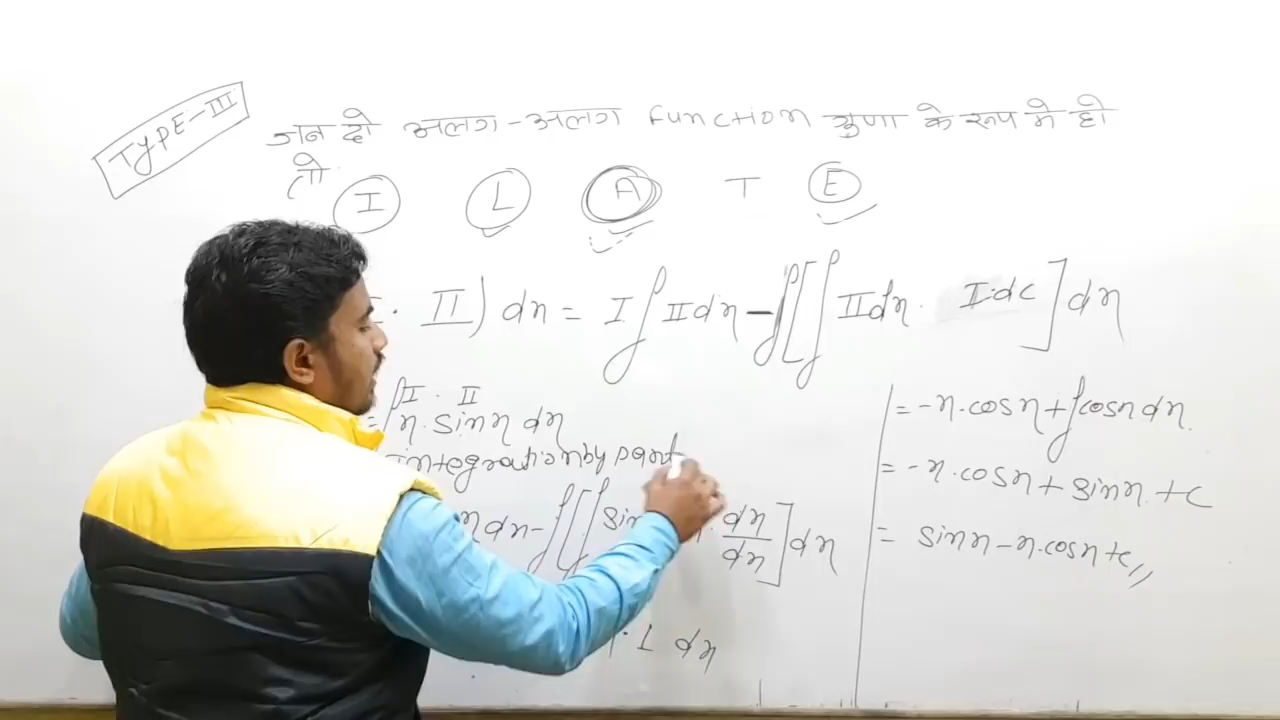 TYPE-III
जब दो अलग-अलग Function गुणा के रूप मे हो
तो
I L A T E
. II) dx = I ∫ II dx - ∫[∫ II dx . I.dc ] dx
I . II
= ∫ x . sin x dx
integration by part
x dx - ∫[∫ sin . dx/dx ] dx
. 1 dx
= -x.cosx + ∫cosx dx.
= -x.cosx + sinx + c
= sinx - x.cosx + c,,